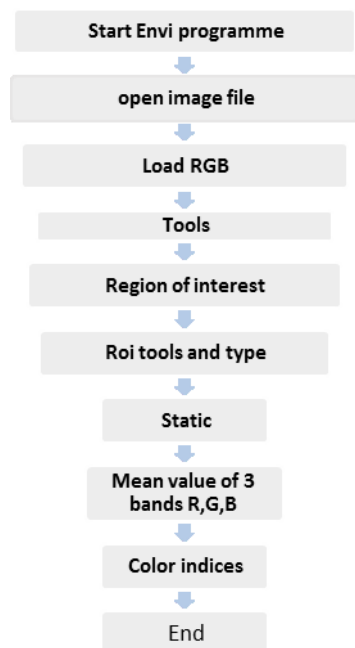 Start Envi programme
open image file
Load RGB
Tools
Region of interest
Roi tools and type
Static
Mean value of 3
bands R,G,B
Color indices
End